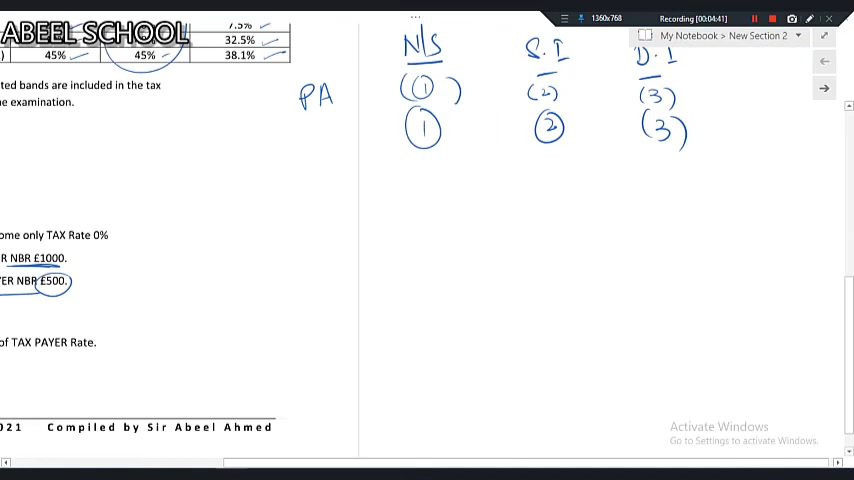 ABEEL SCHOOL
1360x768
Recording [00:04:41]
My Notebook > New Section 2
7.5%
32.5%
) 45% 45% 38.1%
ted bands are included in the tax
e examination.
N/S S.I D.I
PA (1) (2) (3)
1 2 (3)
ome only TAX Rate 0%
R NBR £1000.
YER NBR £500.
of TAX PAYER Rate.
021 Compiled by Sir Abeel Ahmed
Activate Windows
Go to Settings to activate Windows.